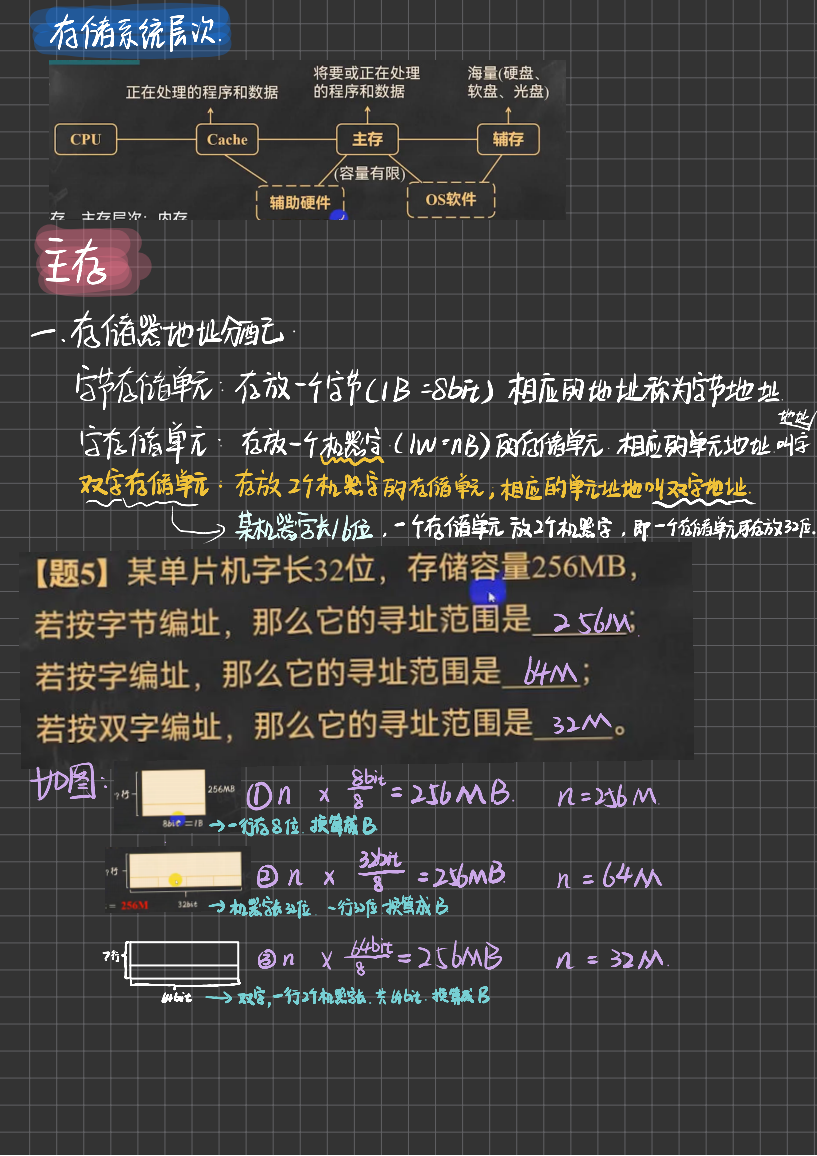 存储系统层次.
正在处理的程序和数据
将要或正在处理
的程序和数据
海量(硬盘、
软盘、光盘)
CPU
Cache
主存
辅存
(容量有限)
辅助硬件
OS软件
存 主存层次：内存
主存
一.存储器地址分配
字节存储单元：存放一个字节(1B=8bit) 相应的地址称为字节地址
字存储单元：存放一个机器字(1W=nB)的存储单元.相应的单元地址叫字
地址
双字存储单元：存放2个机器字的存储单元,相应的单元地址叫双字地址.
某机器字长16位，一个存储单元放2个机器字，即一个存储单元可存放32位.
【题5】某单片机字长32位，存储容量256MB，
若按字节编址，那么它的寻址范围是 256M；
若按字编址，那么它的寻址范围是 64M；
若按双字编址，那么它的寻址范围是 32M。
如图：
?行
256MB
8bit =1B
①n × 8bit/8 = 256MB. n=256M.
→一行存8位.换算成B
?行
= 256M
32bit
②n × 32bit/8 = 256MB. n=64M
→机器字长32位.一行32位 换算成B
?行
64bit
③n × 64bit/8 = 256MB n = 32M.
→双字,一行2个机器字长.共64bit.换算成B